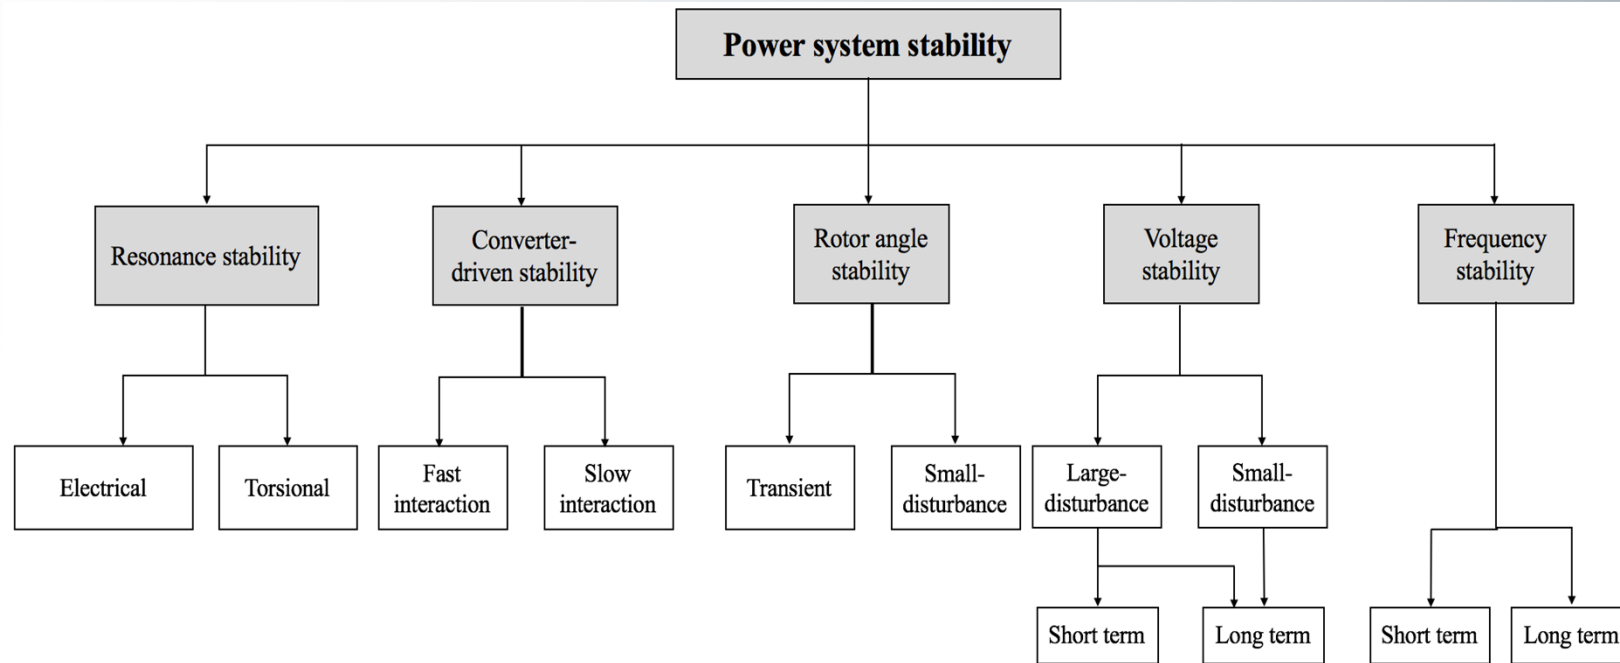 Power system stability
Resonance stability
Converter-
driven stability
Rotor angle
stability
Voltage
stability
Frequency
stability
Electrical
Torsional
Fast
interaction
Slow
interaction
Transient
Small-
disturbance
Large-
disturbance
Small-
disturbance
Short term
Long term
Short term
Long term